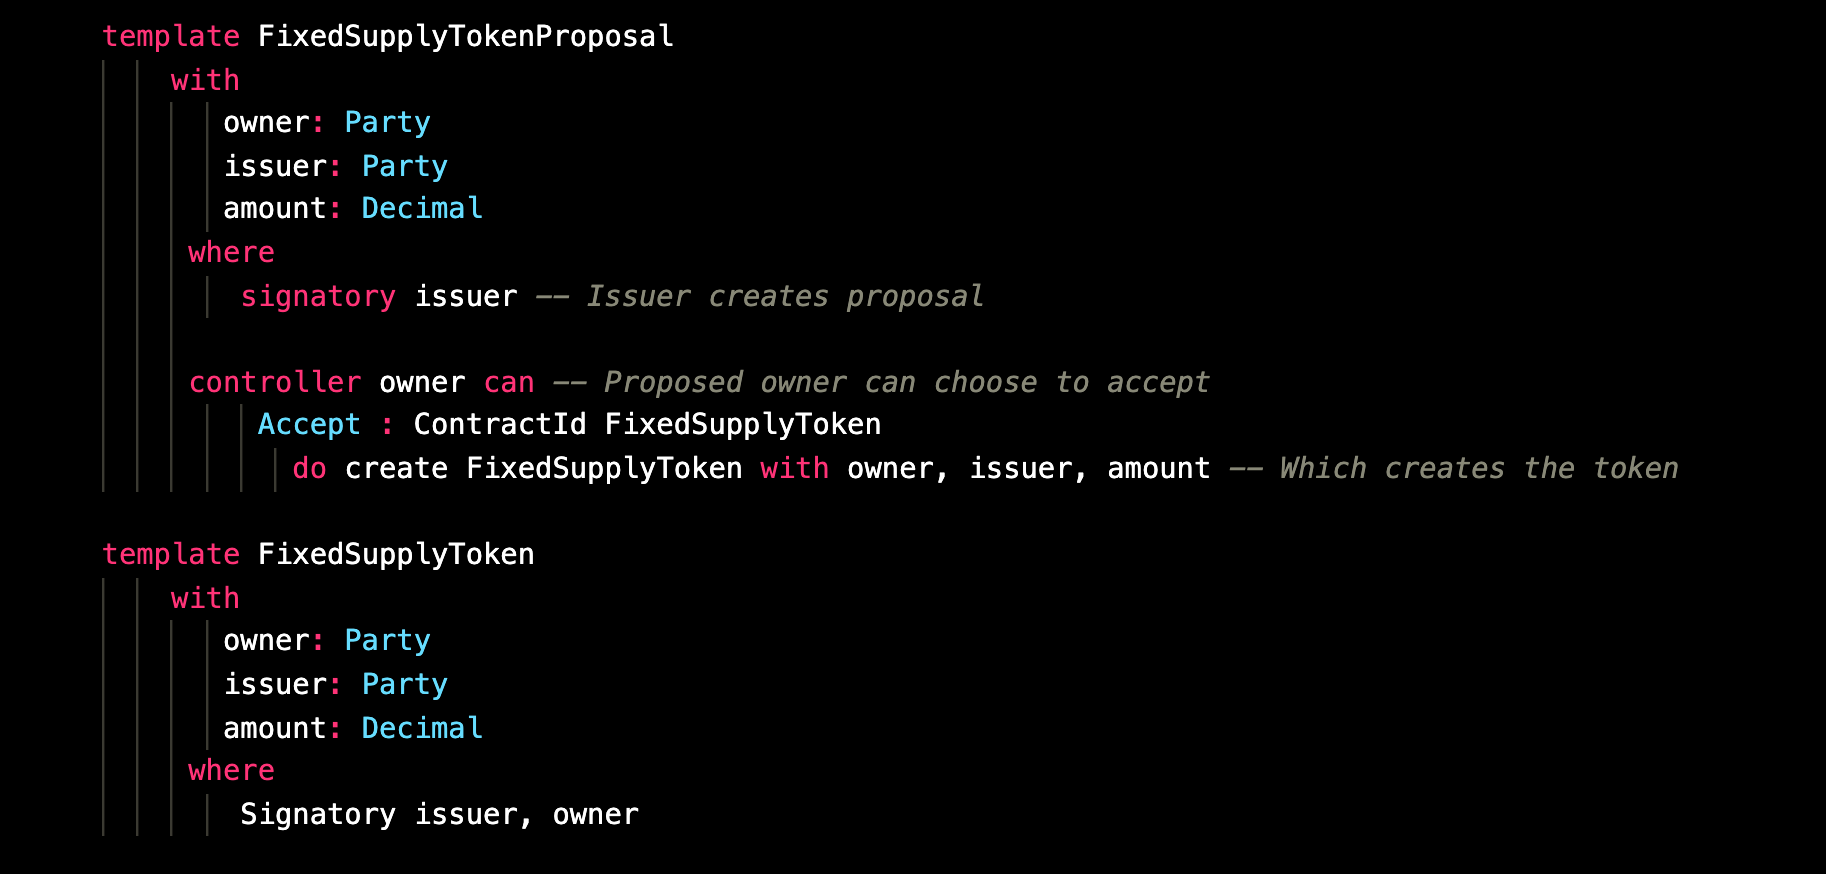 template FixedSupplyTokenProposal
with
owner: Party
issuer: Party
amount: Decimal
where
signatory issuer -- Issuer creates proposal
controller owner can -- Proposed owner can choose to accept
Accept : ContractId FixedSupplyToken
do create FixedSupplyToken with owner, issuer, amount -- Which creates the token
template FixedSupplyToken
with
owner: Party
issuer: Party
amount: Decimal
where
Signatory issuer, owner